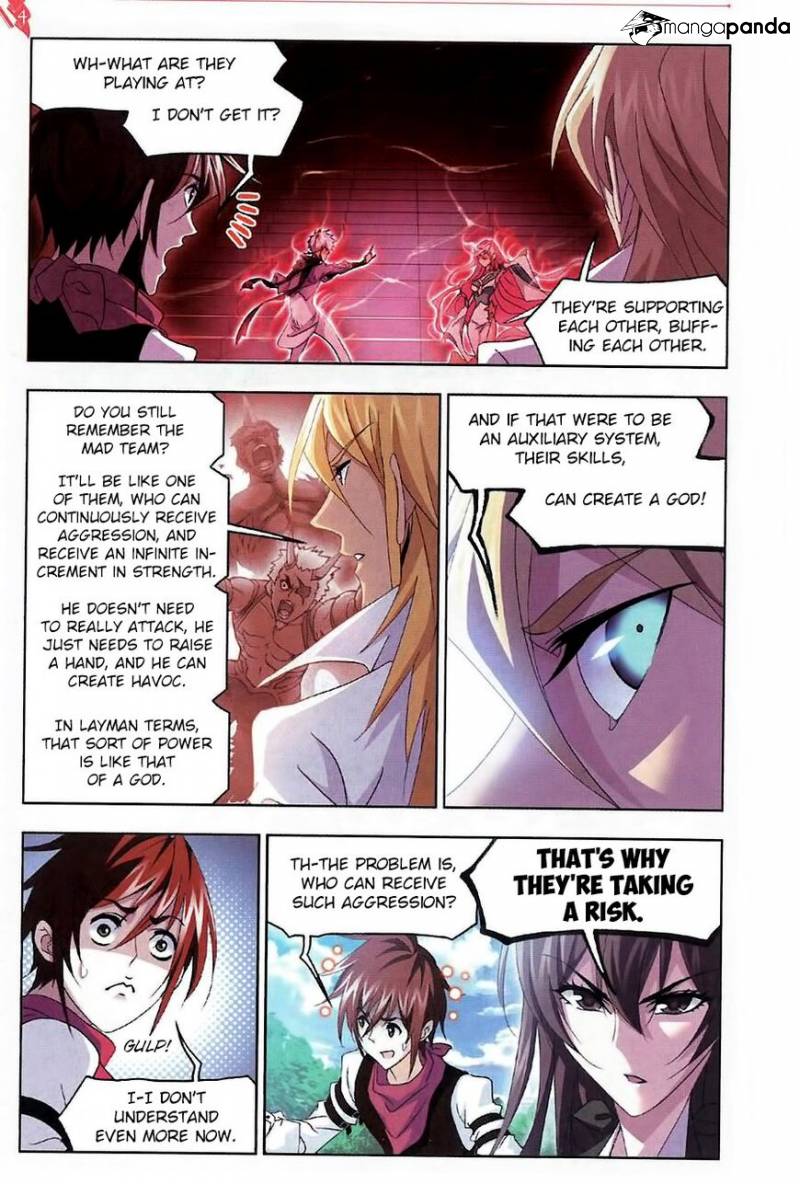 4
mangapanda
WH-WHAT ARE THEY
PLAYING AT?
I DON'T GET IT?
THEY'RE SUPPORTING
EACH OTHER, BUFF-
ING EACH OTHER.
DO YOU STILL
REMEMBER THE
MAD TEAM?
IT'LL BE LIKE ONE
OF THEM, WHO CAN
CONTINUOUSLY RECEIVE
AGGRESSION, AND
RECEIVE AN INFINITE IN-
CREMENT IN STRENGTH.
HE DOESN'T NEED
TO REALLY ATTACK, HE
JUST NEEDS TO RAISE
A HAND, AND HE CAN
CREATE HAVOC.
IN LAYMAN TERMS,
THAT SORT OF POWER
IS LIKE THAT
OF A GOD.
AND IF THAT WERE TO BE
AN AUXILIARY SYSTEM,
THEIR SKILLS,
CAN CREATE A GOD!
GULP!
I-I DON'T
UNDERSTAND
EVEN MORE NOW.
TH-THE PROBLEM IS,
WHO CAN RECEIVE
SUCH AGGRESSION?
THAT'S WHY
THEY'RE TAKING
A RISK.